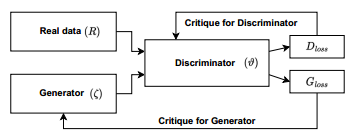 Critique for Discriminator
Real data (R)
Discriminator (ϑ)
D_loss
Generator (ζ)
G_loss
Critique for Generator